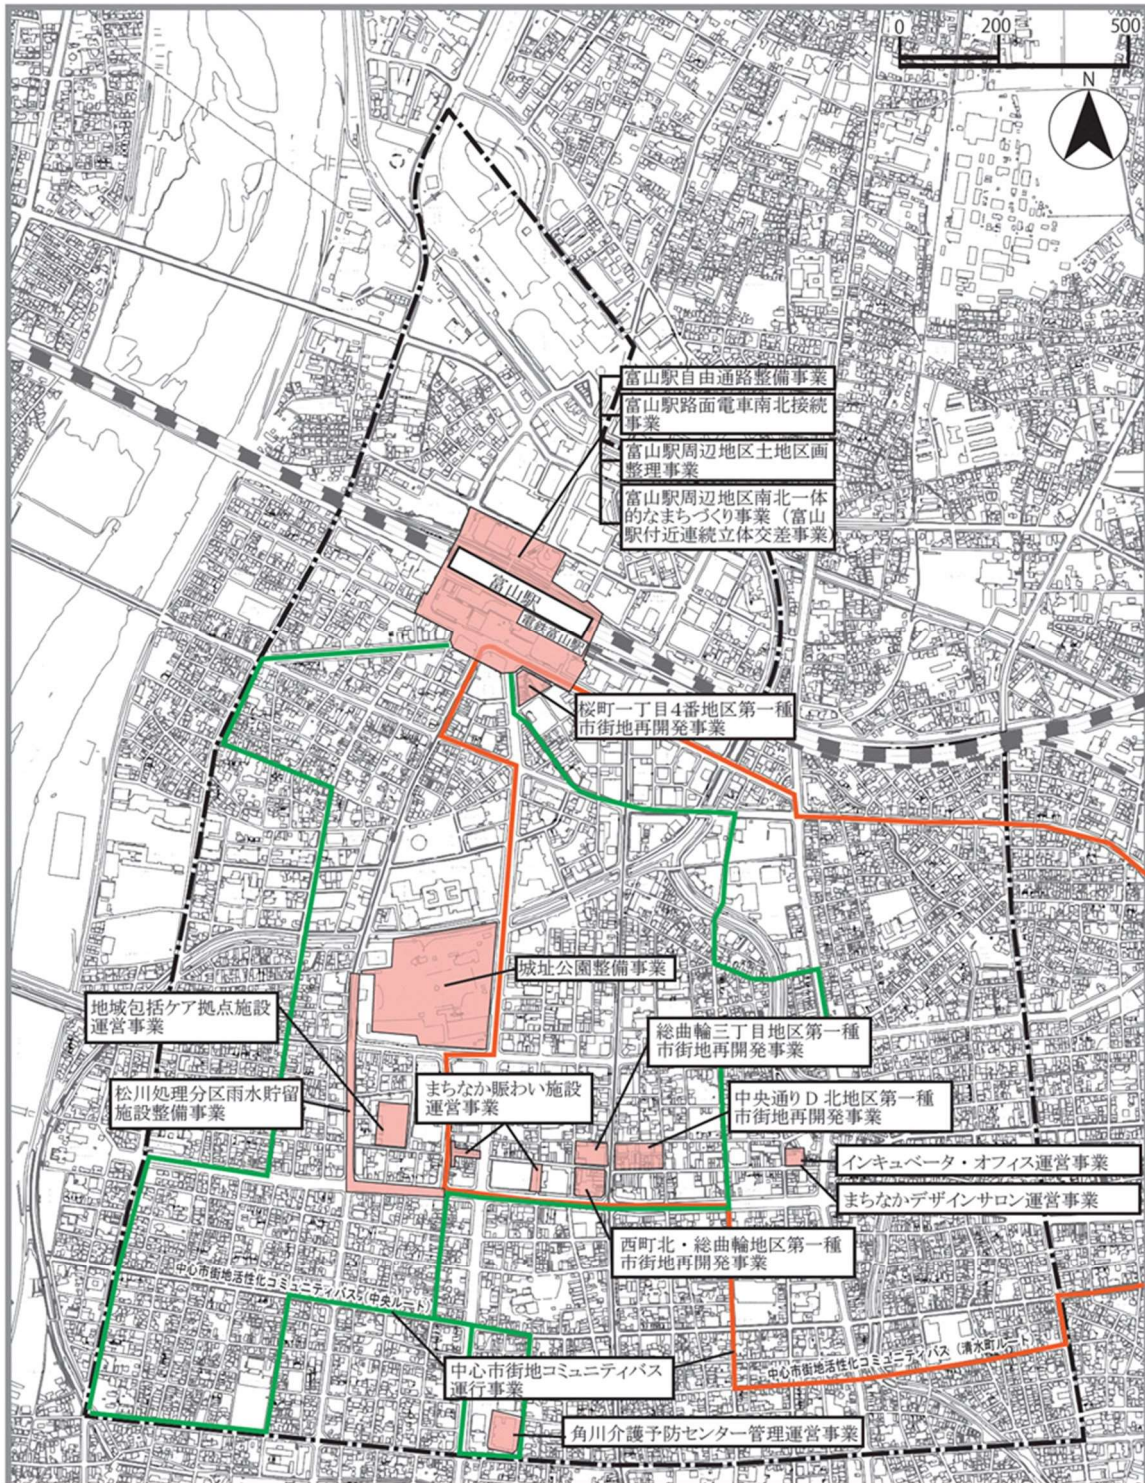 0 200 500
N
富山駅自由通路整備事業
富山駅路面電車南北接続
事業
富山駅周辺地区土地区画
整理事業
富山駅周辺地区南北一体
的なまちづくり事業(富山
駅付近連続立体交差事業)
富山駅
電鉄富山駅
桜町一丁目4番地区第一種
市街地再開発事業
城址公園整備事業
地域包括ケア拠点施設
運営事業
総曲輪三丁目地区第一種
市街地再開発事業
松川処理分区雨水貯留
施設整備事業
まちなか賑わい施設
運営事業
中央通りD北地区第一種
市街地再開発事業
インキュベータ・オフィス運営事業
まちなかデザインサロン運営事業
西町北・総曲輪地区第一種
市街地再開発事業
中心市街地活性化コミュニティバス(中央ルート)
中心市街地活性化コミュニティバス(清水町ルート)
中心市街地コミュニティバス
運行事業
角川介護予防センター管理運営事業